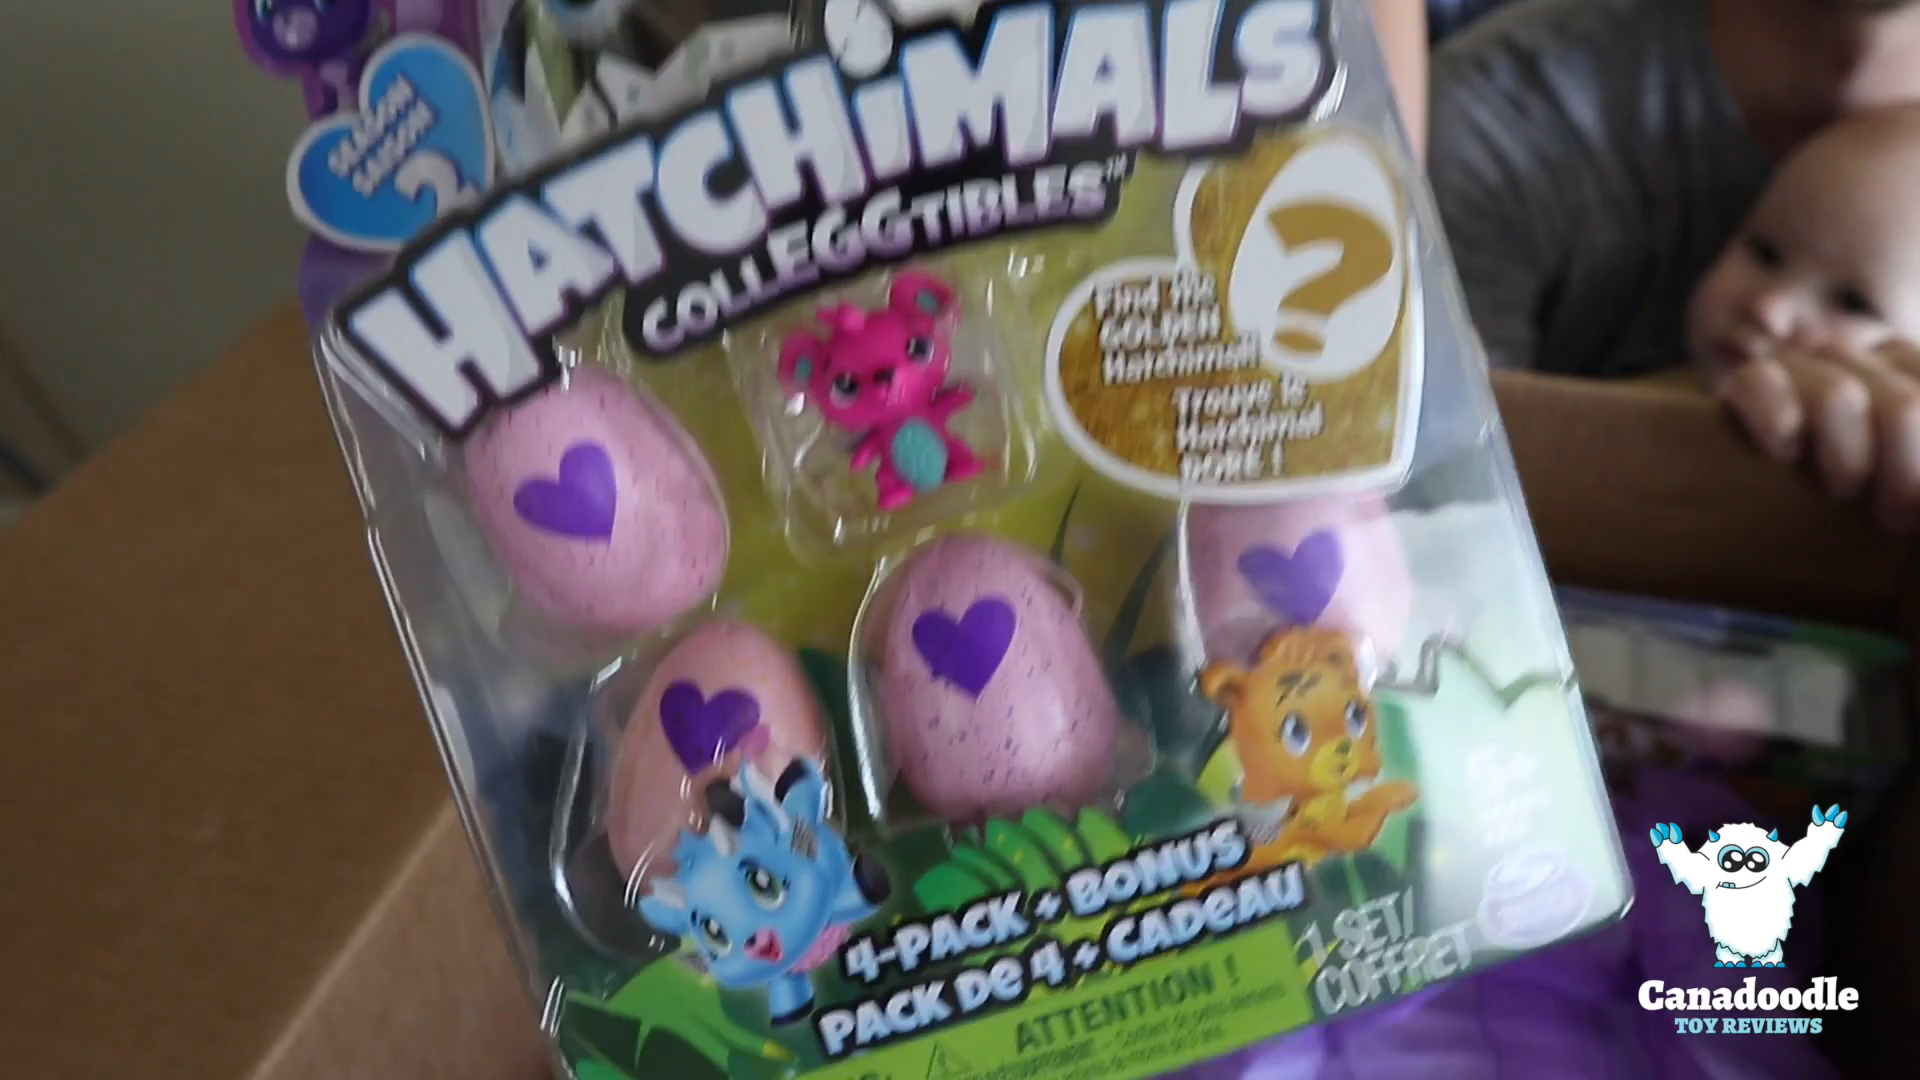 SEASON
SAISON
2
HATCHiMALS
COLLEGGTIBLES™
?
Find the
GOLDEN
Hatchimal!
Trouve le
Hatchimal
DORÉ !
4-PACK + BONUS
PACK DE 4 + CADEAU
1 SET/
COFFRET
ATTENTION !
Canadoodle
TOY REVIEWS